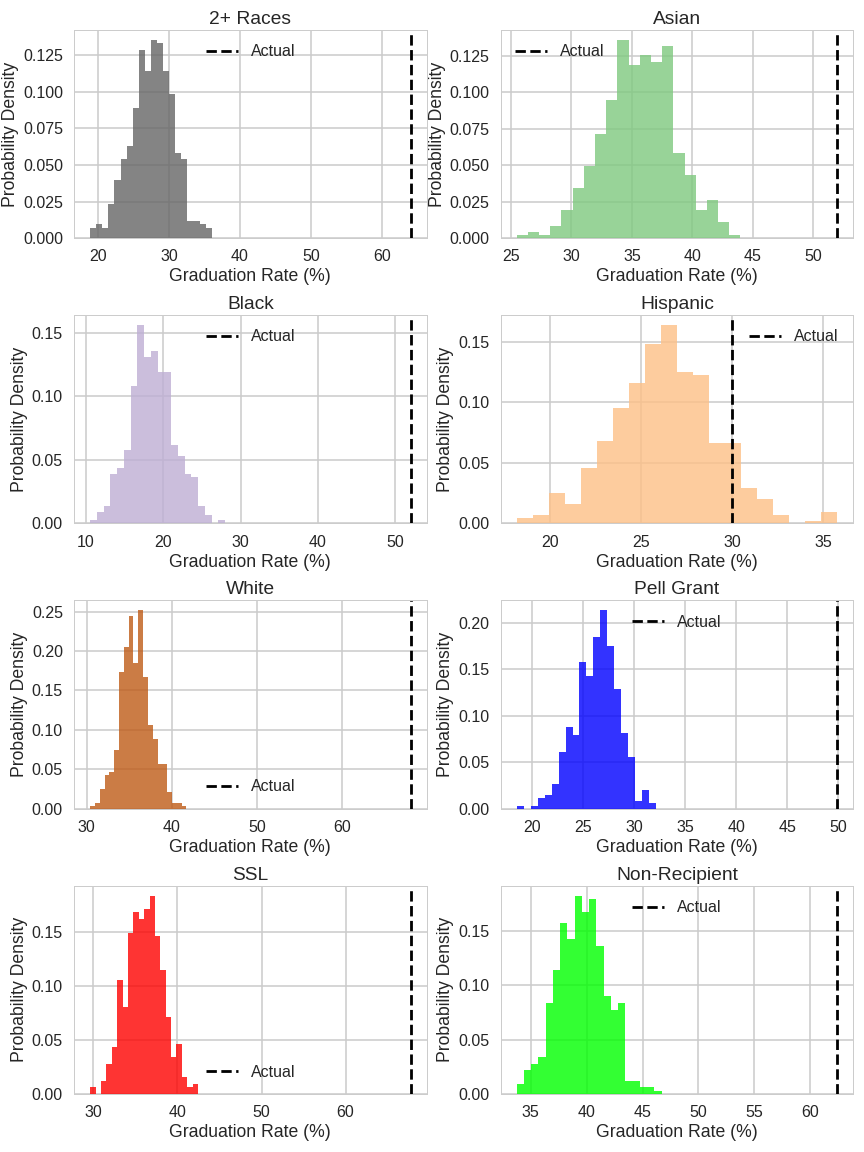 2+ Races
Asian
0.125
0.100
0.075
0.050
0.025
0.000
Probability Density
Actual
20 30 40 50 60
Graduation Rate (%)
0.125
0.100
0.075
0.050
0.025
0.000
Probability Density
Actual
25 30 35 40 45 50
Graduation Rate (%)
Black
Hispanic
0.15
0.10
0.05
0.00
Probability Density
Actual
10 20 30 40 50
Graduation Rate (%)
0.15
0.10
0.05
0.00
Probability Density
Actual
20 25 30 35
Graduation Rate (%)
White
Pell Grant
0.25
0.20
0.15
0.10
0.05
0.00
Probability Density
Actual
30 40 50 60
Graduation Rate (%)
0.20
0.15
0.10
0.05
0.00
Probability Density
Actual
20 25 30 35 40 45 50
Graduation Rate (%)
SSL
Non-Recipient
0.15
0.10
0.05
0.00
Probability Density
Actual
30 40 50 60
Graduation Rate (%)
0.15
0.10
0.05
0.00
Probability Density
Actual
35 40 45 50 55 60
Graduation Rate (%)